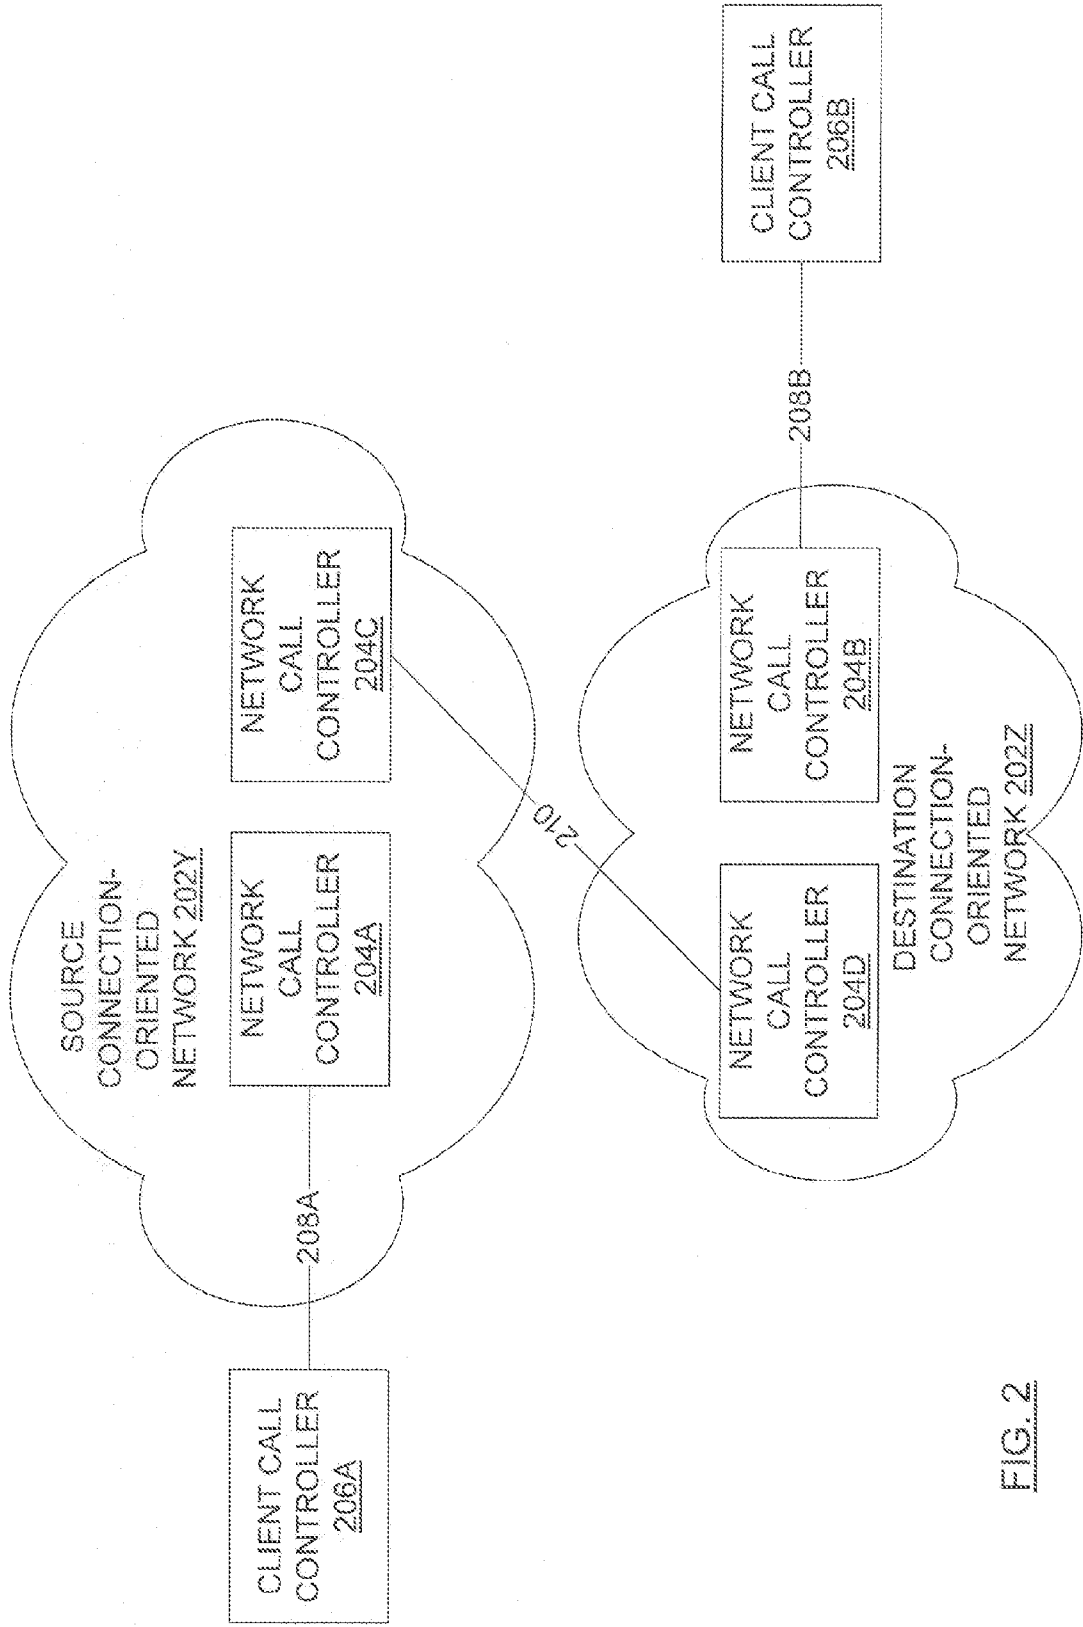 SOURCE
CONNECTION-
ORIENTED
NETWORK 202Y
CLIENT CALL
CONTROLLER
206A
208A
NETWORK
CALL
CONTROLLER
204A
NETWORK
CALL
CONTROLLER
204C
210
NETWORK
CALL
CONTROLLER
204D
NETWORK
CALL
CONTROLLER
204B
208B
CLIENT CALL
CONTROLLER
206B
DESTINATION
CONNECTION-
ORIENTED
NETWORK 202Z
FIG. 2